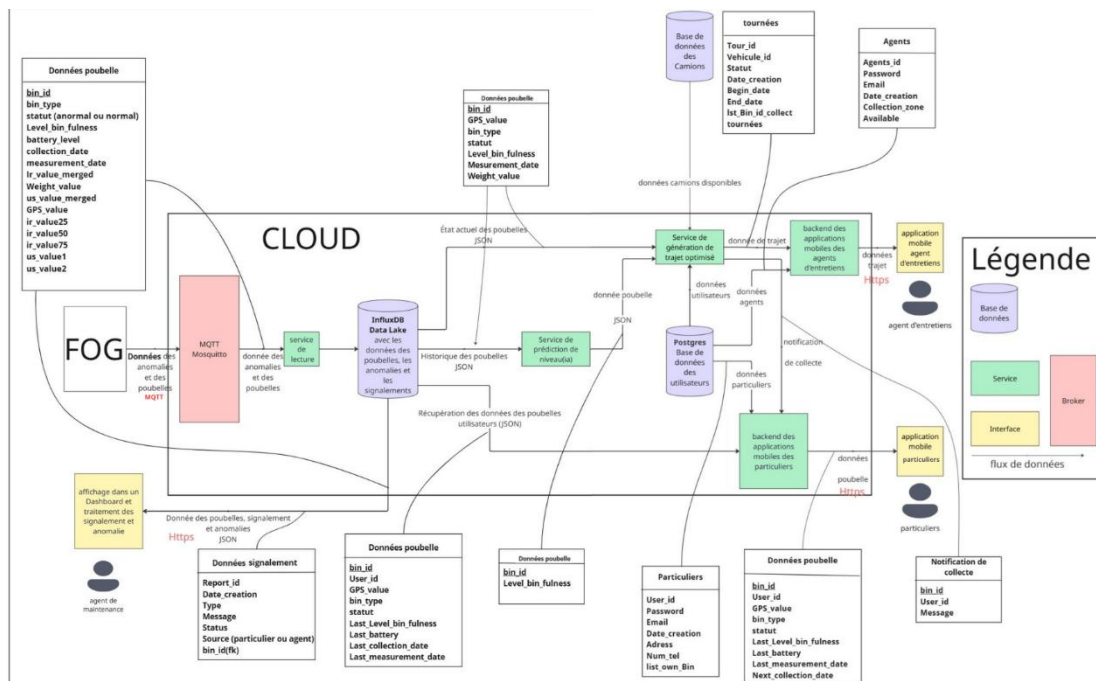 Données poubelle
bin_id
bin_type
statut (anormal ou normal)
Level_bin_fulness
battery_level
collection_date
measurement_date
Ir_value_merged
Weight_value
us_value_merged
GPS_value
ir_value25
ir_value50
ir_value75
us_value1
us_value2
Données poubelle
bin_id
GPS_value
bin_type
statut
Level_bin_fulness
Mesurement_date
Weight_value
Base de
données
des
Camions
tournées
Tour_id
Vehicule_id
Statut
Date_creation
Begin_date
End_date
lst_Bin_id_collect
tournées
Agents
Agents_id
Password
Email
Date_creation
Collection_zone
Available
données camions disponibles
CLOUD
État actuel des poubelles
JSON
Service de
génération de
trajet optimisé
donnée de trajet
backend des
applications
mobiles des
agents
d'entretiens
données
trajet
Https
application
mobile
agent
d'entretiens
agent d'entretiens
Légende
Base de
données
Service
Broker
Interface
flux de données
FOG
Données des
anomalies
et des
poubelles
MQTT
MQTT
Mosquitto
donnée des
anomalies
et des
poubelles
service
de
lecture
InfluxDB
Data Lake
avec les
données des
poubelles, les
anomalies et
les
signalements
Historique des poubelles
JSON
Service de
prédiction de
niveau(ia)
donnée poubelle
JSON
données
utilisateurs
données
agents
Postgres
Base de
données
des
utilisateurs
données
particuliers
notification
de collecte
Récupération des données des poubelles
utilisateurs (JSON)
backend des
applications
mobiles des
particuliers
données
poubelle
Https
application
mobile
particuliers
particuliers
affichage dans un
Dashboard et
traitement des
signalement et
anomalie
agent de
maintenance
Donnée des poubelles, signalement
et anomalies
JSON
Https
Données signalement
Report_id
Date_creation
Type
Message
Status
Source (particulier ou agent)
bin_id(fk)
Données poubelle
bin_id
User_id
GPS_value
bin_type
statut
Last_Level_bin_fulness
Last_battery
Last_collection_date
Last_measurement_date
Données poubelle
bin_id
Level_bin_fulness
Particuliers
User_id
Password
Email
Date_creation
Adress
Num_tel
list_own_Bin
Données poubelle
bin_id
User_id
GPS_value
bin_type
statut
Last_Level_bin_fulness
Last_battery
Last_measurement_date
Next_collection_date
Notification de
collecte
bin_id
User_id
Message